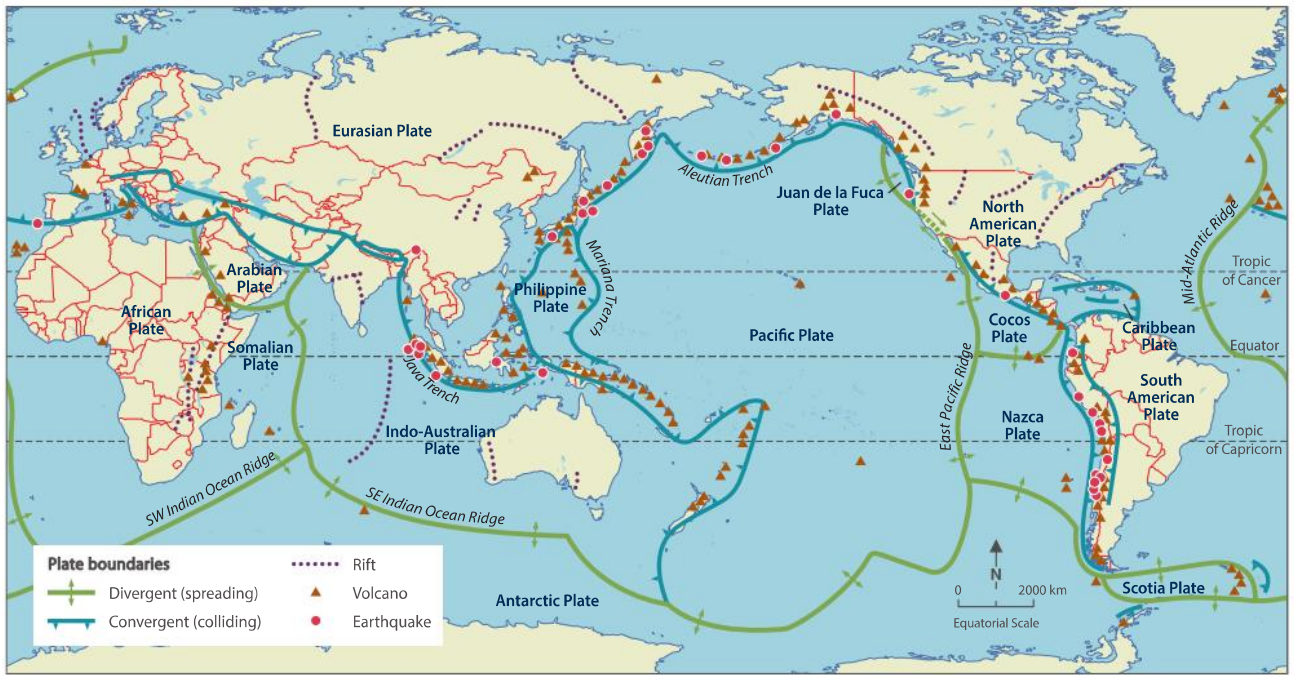 Eurasian Plate
Aleutian Trench
Juan de la Fuca
Plate
North
American
Plate
Mid-Atlantic Ridge
Tropic
of Cancer
Arabian
Plate
African
Plate
Somalian
Plate
Philippine
Plate
Mariana Trench
Pacific Plate
Cocos
Plate
Caribbean
Plate
Equator
Java Trench
East Pacific Ridge
South
American
Plate
Nazca
Plate
Tropic
of Capricorn
Indo-Australian
Plate
SW Indian Ocean Ridge
SE Indian Ocean Ridge
Antarctic Plate
Scotia Plate
N
0 2000 km
Equatorial Scale
Plate boundaries
Divergent (spreading)
Convergent (colliding)
Rift
Volcano
Earthquake